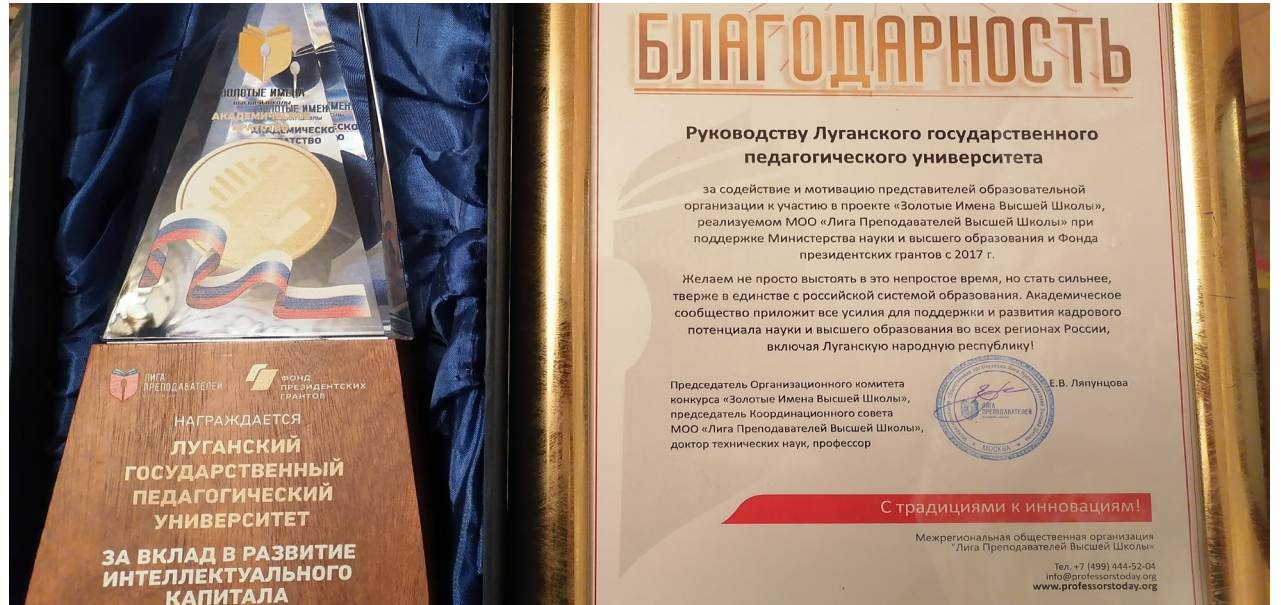 ЗОЛОТЫЕ ИМЕНА
ВЫСШЕЙ ШКОЛЫ
АКАДЕМИЧЕСКОЕ
БРАТСТВО
ЛИГА
ПРЕПОДАВАТЕЛЕЙ
ФОНД
ПРЕЗИДЕНТСКИХ
ГРАНТОВ
НАГРАЖДАЕТСЯ
ЛУГАНСКИЙ
ГОСУДАРСТВЕННЫЙ
ПЕДАГОГИЧЕСКИЙ
УНИВЕРСИТЕТ
ЗА ВКЛАД В РАЗВИТИЕ
ИНТЕЛЛЕКТУАЛЬНОГО
КАПИТАЛА
БЛАГОДАРНОСТЬ
Руководству Луганского государственного
педагогического университета
за содействие и мотивацию представителей образовательной
организации к участию в проекте «Золотые Имена Высшей Школы»,
реализуемом МОО «Лига Преподавателей Высшей Школы» при
поддержке Министерства науки и высшего образования и Фонда
президентских грантов с 2017 г.
Желаем не просто выстоять в это непростое время, но стать сильнее,
тверже в единстве с российской системой образования. Академическое
сообщество приложит все усилия для поддержки и развития кадрового
потенциала науки и высшего образования во всех регионах России,
включая Луганскую народную республику!
Председатель Организационного комитета
конкурса «Золотые Имена Высшей Школы»,
председатель Координационного совета
МОО «Лига Преподавателей Высшей Школы»,
доктор технических наук, профессор
Е.В. Ляпунцова
ЛИГА
ПРЕПОДАВАТЕЛЕЙ
МОСКВА
С традициями к инновациям!
Межрегиональная общественная организация
"Лига Преподавателей Высшей Школы»
Тел. +7 (499) 444-52-04
info@professorstoday.org
www.professorstoday.org